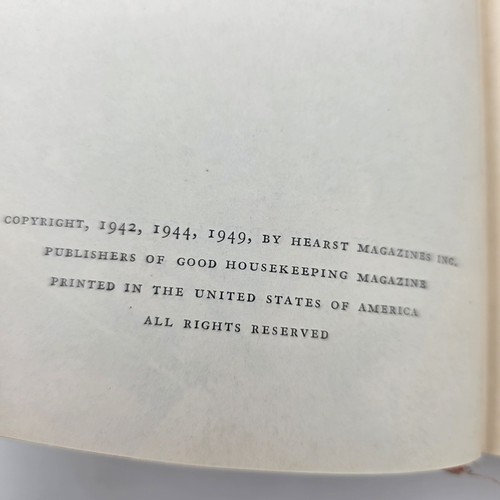 COPYRIGHT, 1942, 1944, 1949, BY HEARST MAGAZINES INC.
PUBLISHERS OF GOOD HOUSEKEEPING MAGAZINE
PRINTED IN THE UNITED STATES OF AMERICA
ALL RIGHTS RESERVED